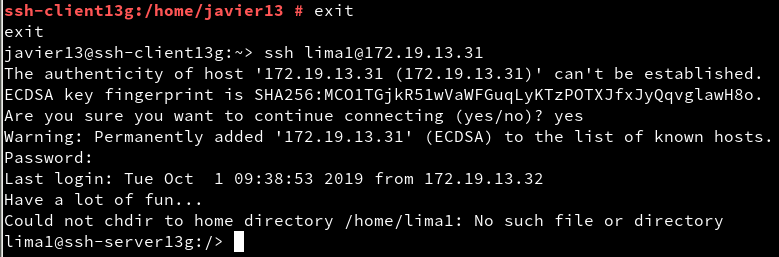 ssh-client13g:/home/javier13 # exit
exit
javier13@ssh-client13g:~> ssh lima1@172.19.13.31
The authenticity of host '172.19.13.31 (172.19.13.31)' can't be established.
ECDSA key fingerprint is SHA256:MCO1TGjkR51wVaWFGuqLyKTzPOTXJfxJyQqvglawH8o.
Are you sure you want to continue connecting (yes/no)? yes
Warning: Permanently added '172.19.13.31' (ECDSA) to the list of known hosts.
Password:
Last login: Tue Oct  1 09:38:53 2019 from 172.19.13.32
Have a lot of fun...
Could not chdir to home directory /home/lima1: No such file or directory
lima1@ssh-server13g:/>